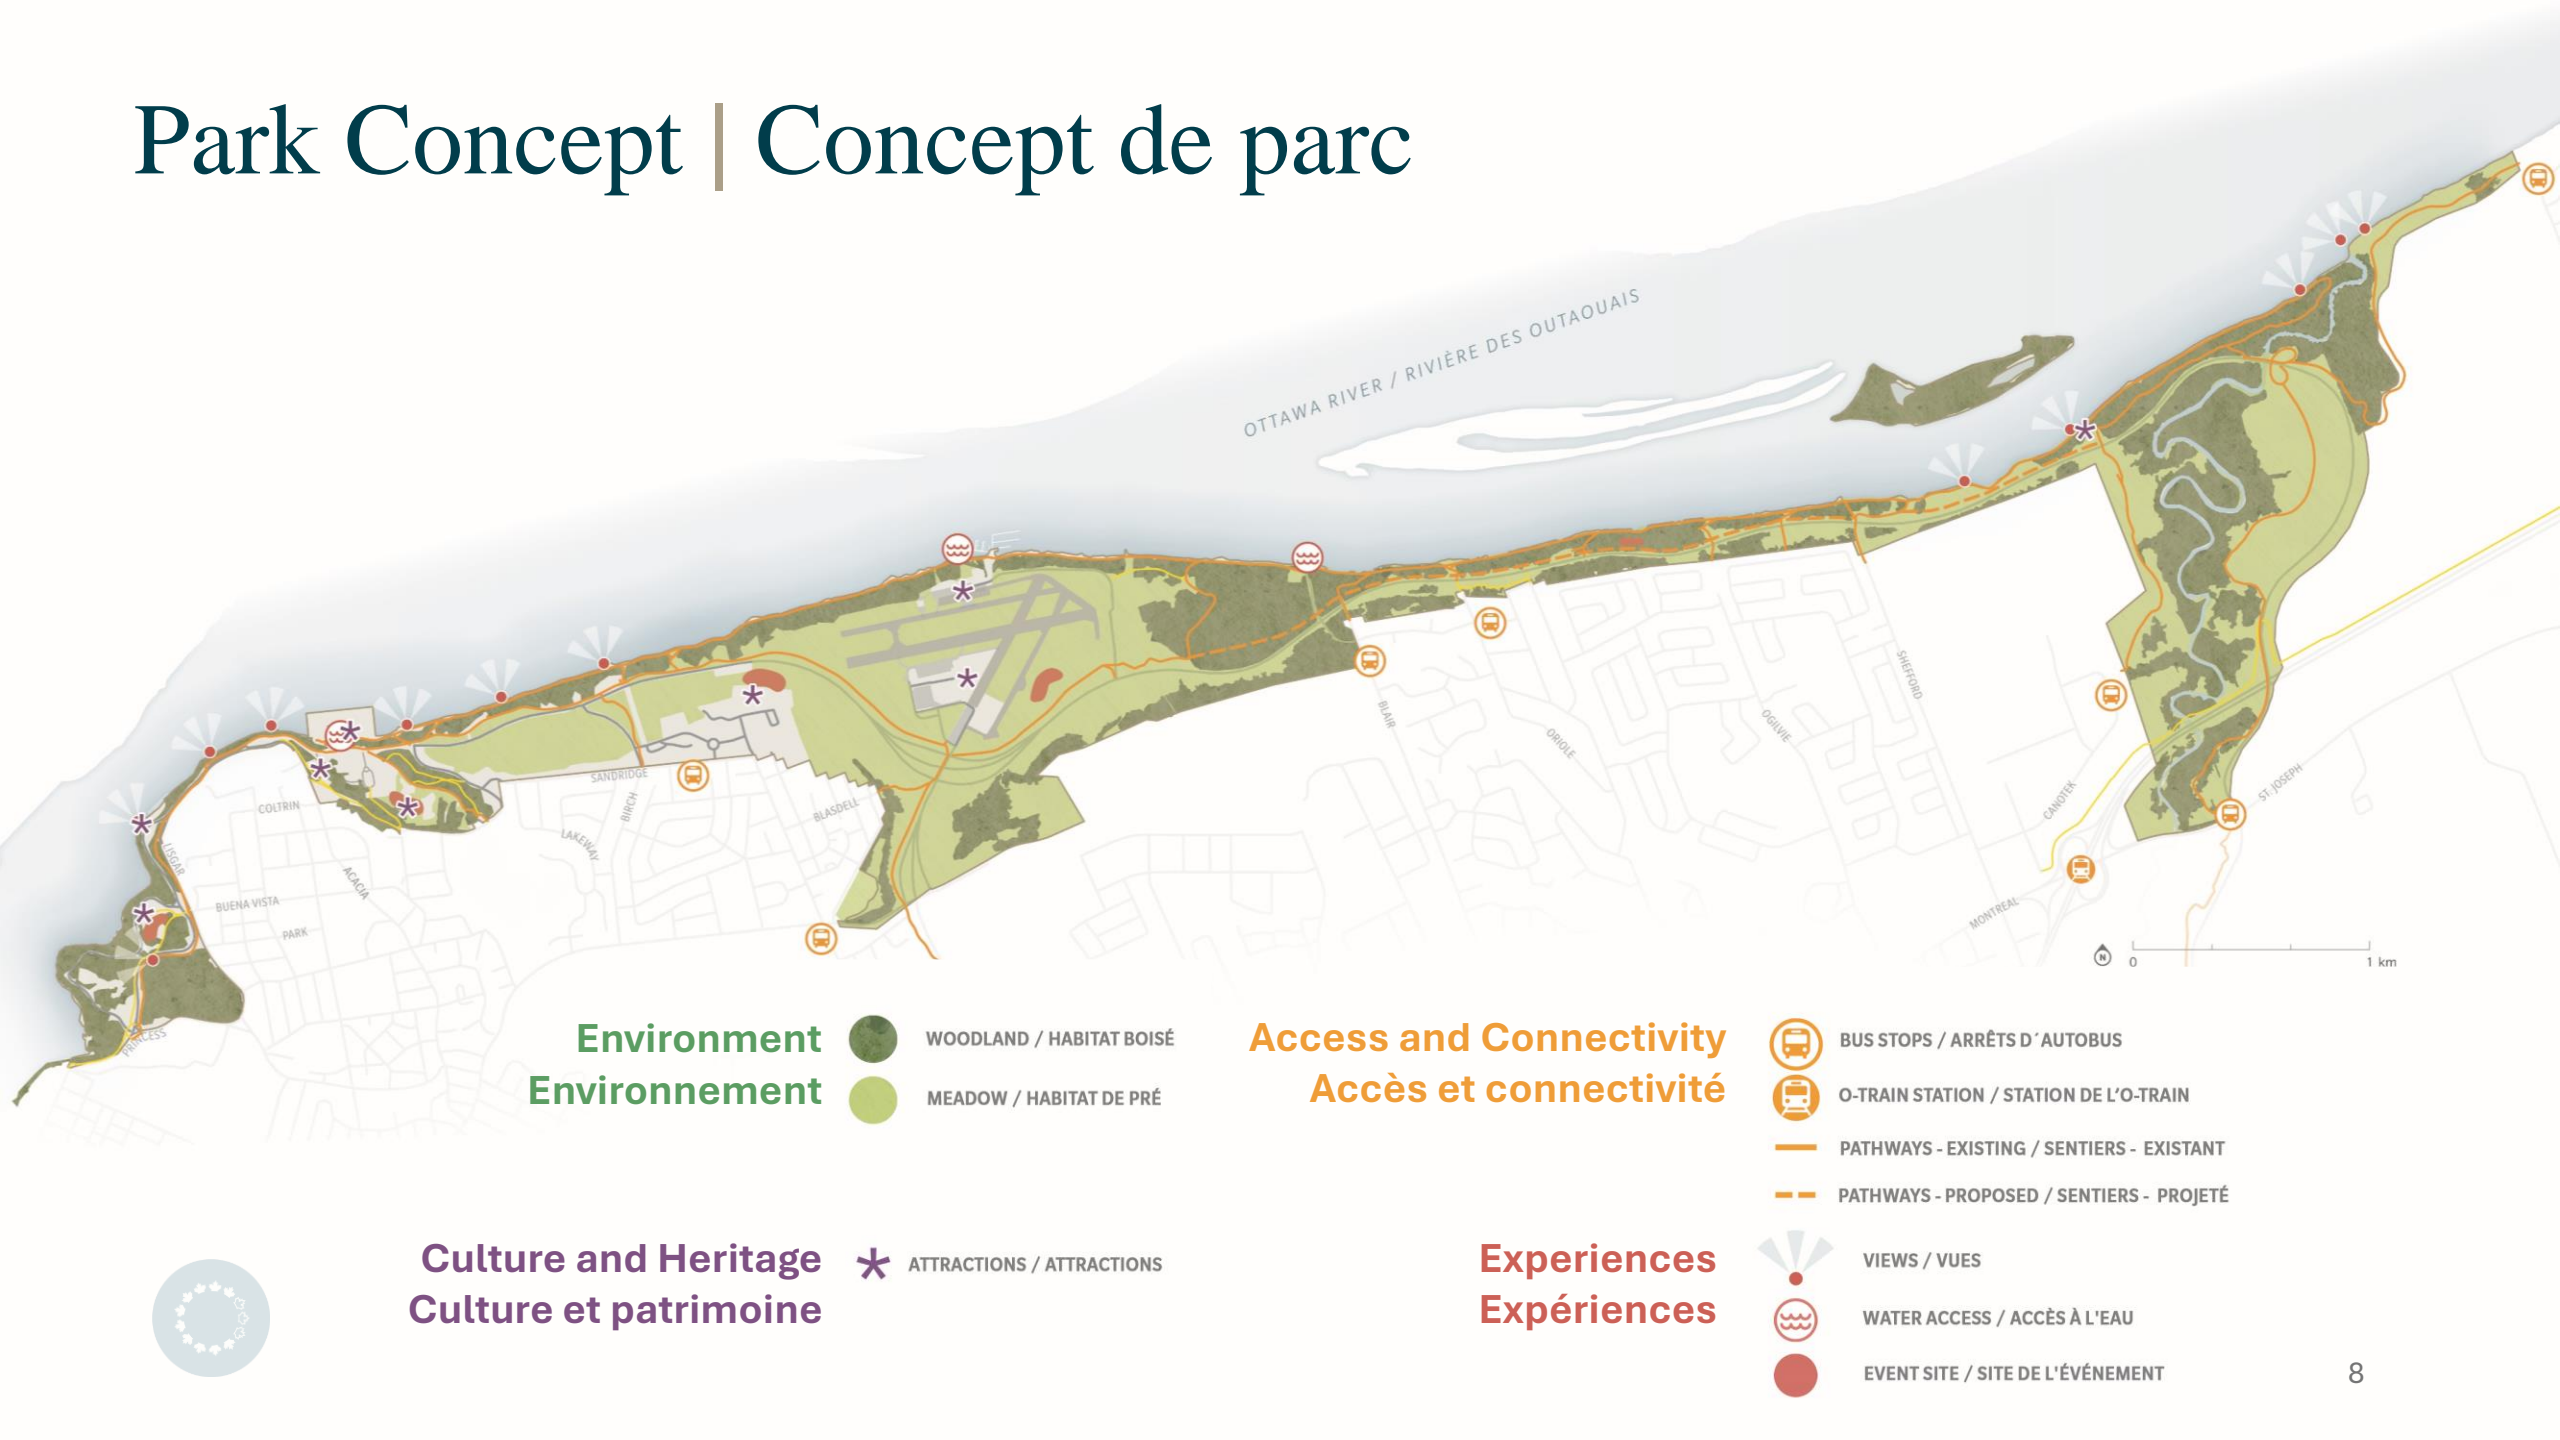 Park Concept | Concept de parc
OTTAWA RIVER / RIVIÈRE DES OUTAOUAIS
SANDRIDGE
COLTRIN
BIRCH
BLASDELL
LAKEWAY
LISGAR
ACACIA
BUENA VISTA
PARK
PRINCESS
BLAIR
ORIOLE
OGILVIE
SHEFFORD
CANOTEK
ST. JOSEPH
MONTREAL
N
0
1 km
Environment
Environnement
WOODLAND / HABITAT BOISÉ
MEADOW / HABITAT DE PRÉ
Access and Connectivity
Accès et connectivité
BUS STOPS / ARRÊTS D´AUTOBUS
O-TRAIN STATION / STATION DE L’O-TRAIN
PATHWAYS - EXISTING / SENTIERS - EXISTANT
PATHWAYS - PROPOSED / SENTIERS - PROJETÉ
Culture and Heritage
Culture et patrimoine
ATTRACTIONS / ATTRACTIONS
Experiences
Expériences
VIEWS / VUES
WATER ACCESS / ACCÈS À L'EAU
EVENT SITE / SITE DE L'ÉVÉNEMENT
8